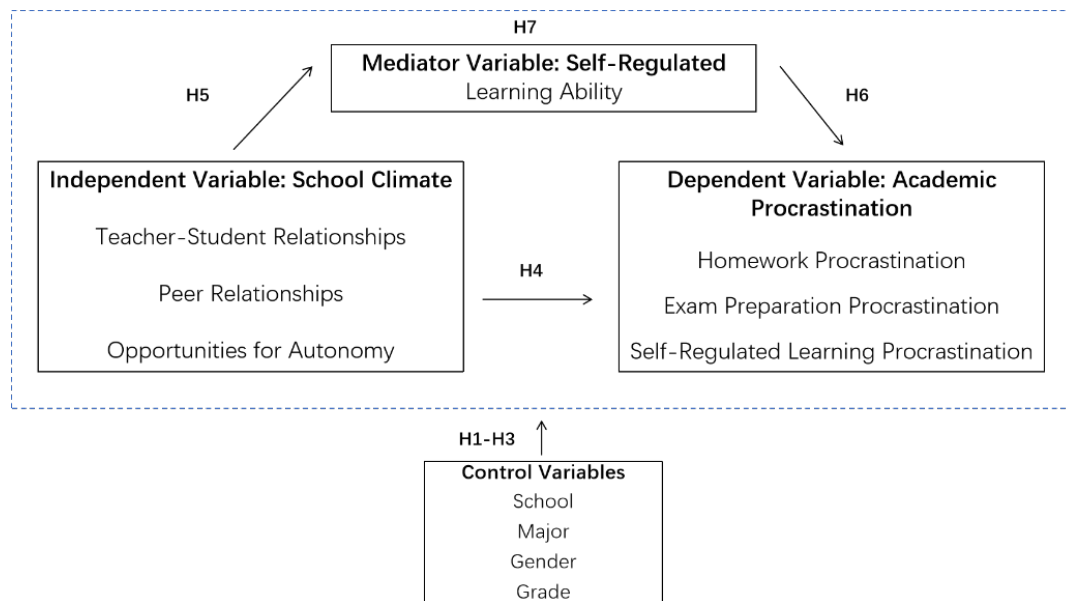 H7
Mediator Variable: Self-Regulated
Learning Ability
H5
H6
Independent Variable: School Climate
Teacher-Student Relationships
Peer Relationships
Opportunities for Autonomy
H4
Dependent Variable: Academic
Procrastination
Homework Procrastination
Exam Preparation Procrastination
Self-Regulated Learning Procrastination
H1-H3
Control Variables
School
Major
Gender
Grade